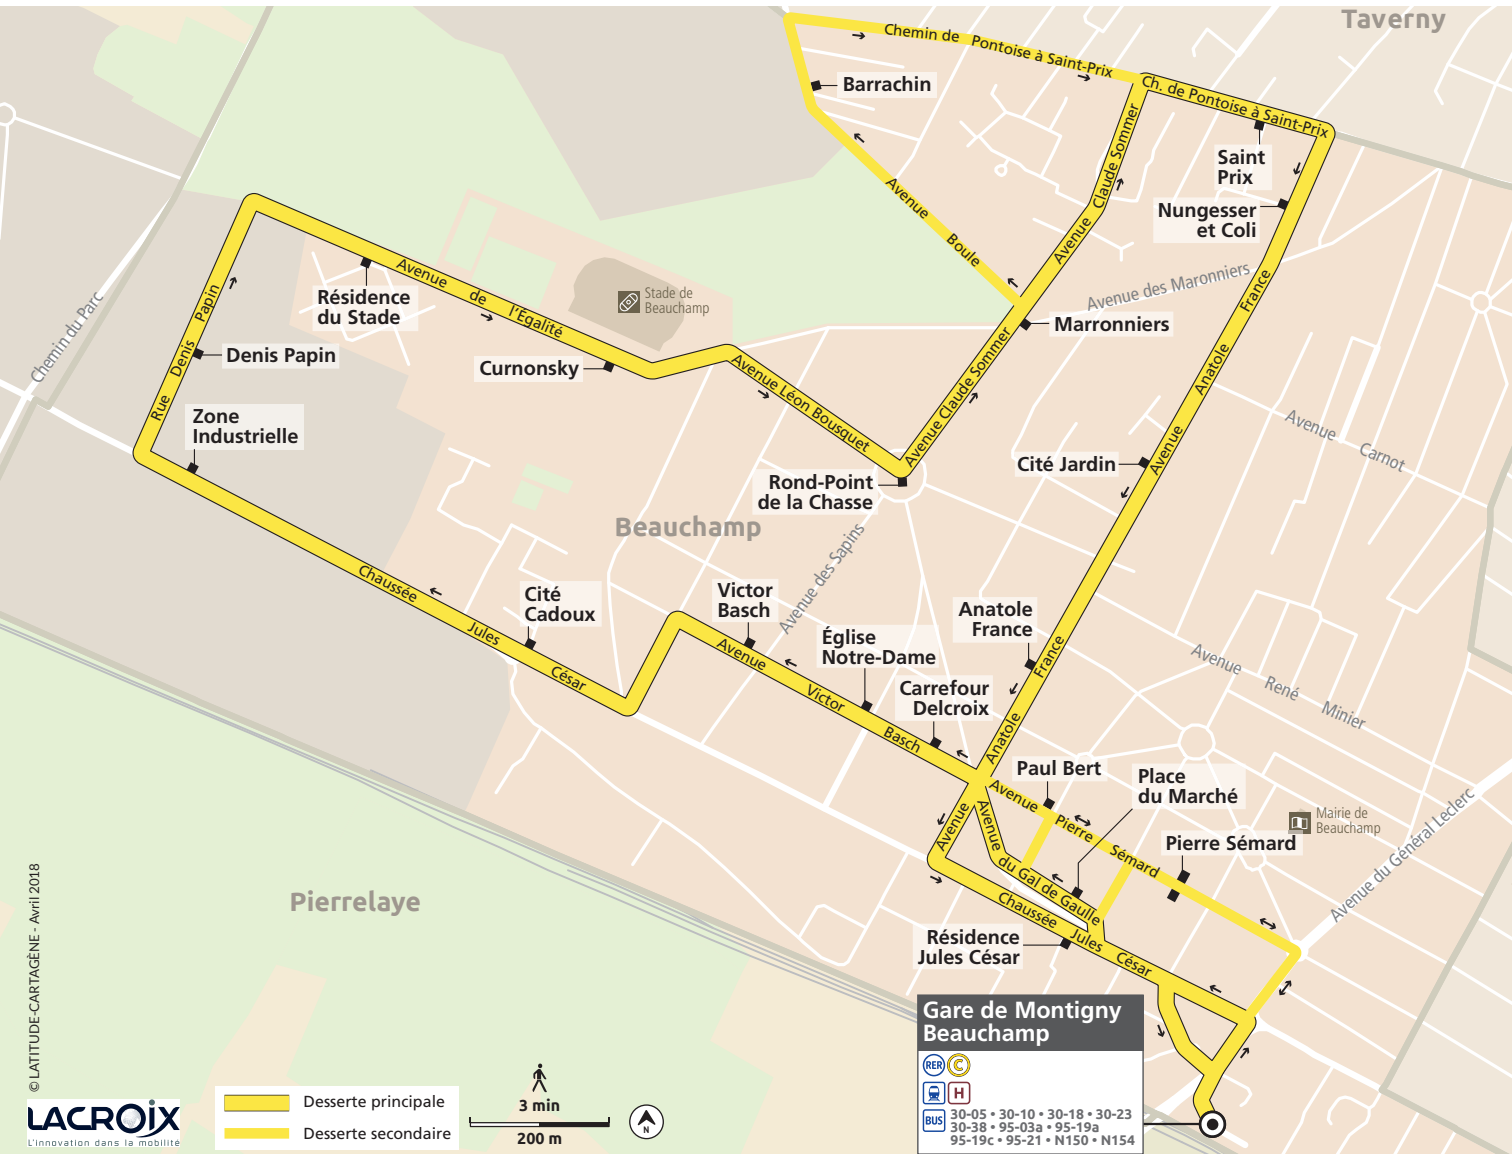 Taverny
Chemin de Pontoise à Saint-Prix
Ch. de Pontoise à Saint-Prix
Barrachin
Claude Sommer
Saint
Prix
Nungesser
et Coli
Avenue
Boule
Avenue
Avenue des Maronniers
France
Anatole
Avenue
Marronniers
Stade de
Beauchamp
Avenue de l'Egalité
Résidence
du Stade
Chemin du Parc
Rue Denis Papin
Denis Papin
Curnonsky
Avenue Léon Bousquet
Avenue Claude Sommer
Zone
Industrielle
Avenue Carnot
Cité Jardin
Rond-Point
de la Chasse
Beauchamp
Avenue des Sapins
Chaussée Jules César
Cité
Cadoux
Victor
Basch
Avenue Victor Basch
Église
Notre-Dame
Anatole
France
Carrefour
Delcroix
Anatole France
Avenue René Minier
Paul Bert
Place
du Marché
Avenue Pierre Sémard
Mairie de
Beauchamp
Pierre Sémard
Avenue du Général Leclerc
Avenue
Avenue du Gal de Gaulle
Chaussée Jules César
Résidence
Jules César
Pierrelaye
Gare de Montigny
Beauchamp
RER C
H
BUS
30-05 • 30-10 • 30-18 • 30-23
30-38 • 95-03a • 95-19a
95-19c • 95-21 • N150 • N154
© LATITUDE-CARTAGÈNE - Avril 2018
LACROIX
L'innovation dans la mobilité
Desserte principale
Desserte secondaire
3 min
200 m
N